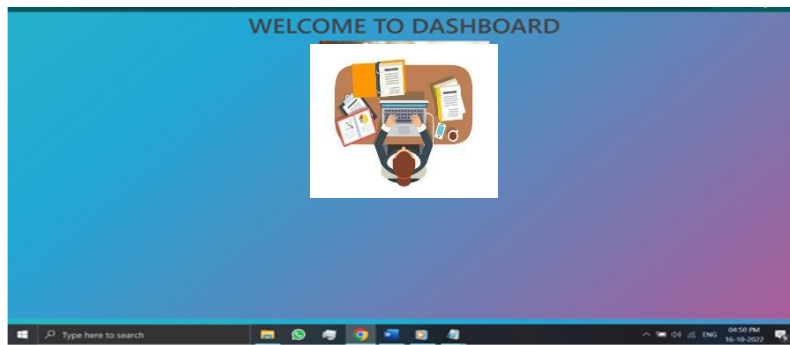 WELCOME TO DASHBOARD
Type here to search
ENG
04:50 PM
16-10-2022